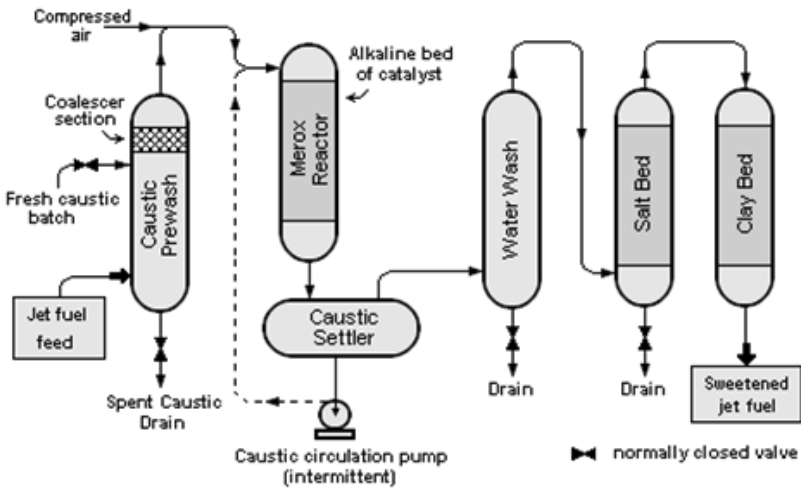 Compressed
air
Alkaline bed
of catalyst
Coalescer
section
Fresh caustic
batch
Caustic
Prewash
Merox
Reactor
Jet fuel
feed
Spent Caustic
Drain
Caustic
Settler
Caustic circulation pump
(intermittent)
Water Wash
Drain
Salt Bed
Drain
Clay Bed
Sweetened
jet fuel
normally closed valve